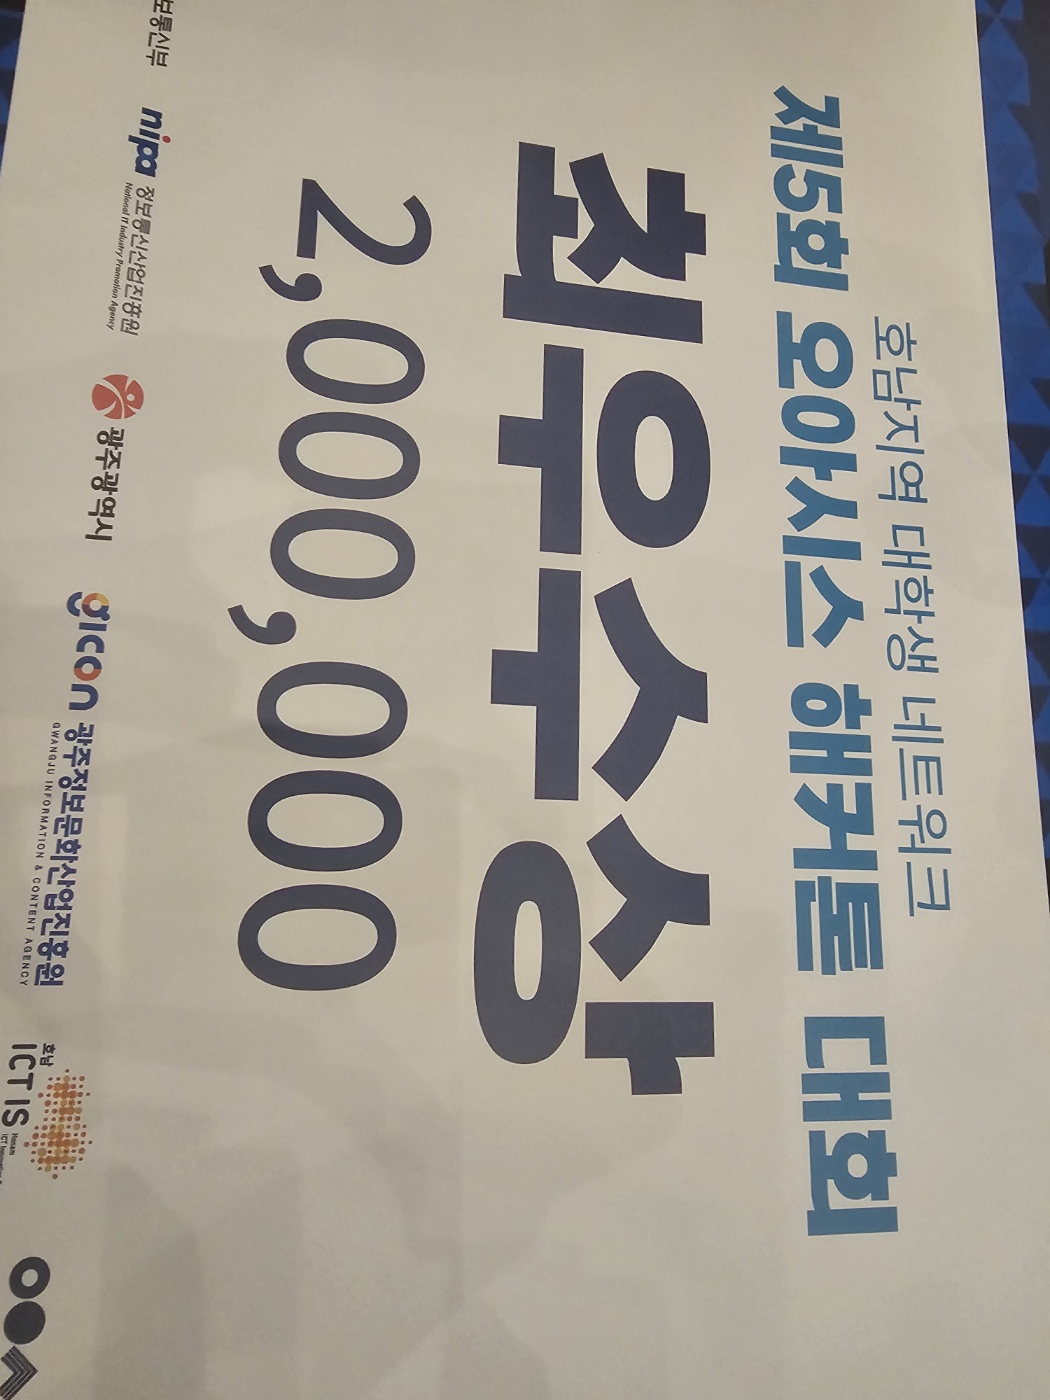 호남지역 대학생 네트워크
제5회 오아시스 해커톤 대회
최우수상
2,000,000
보통신부
nipa 정보통신산업진흥원
National IT Industry Promotion Agency
광주광역시
gicon 광주정보문화산업진흥원
GWANGJU INFORMATION & CONTENT AGENCY
호남
ICT IS
Honam